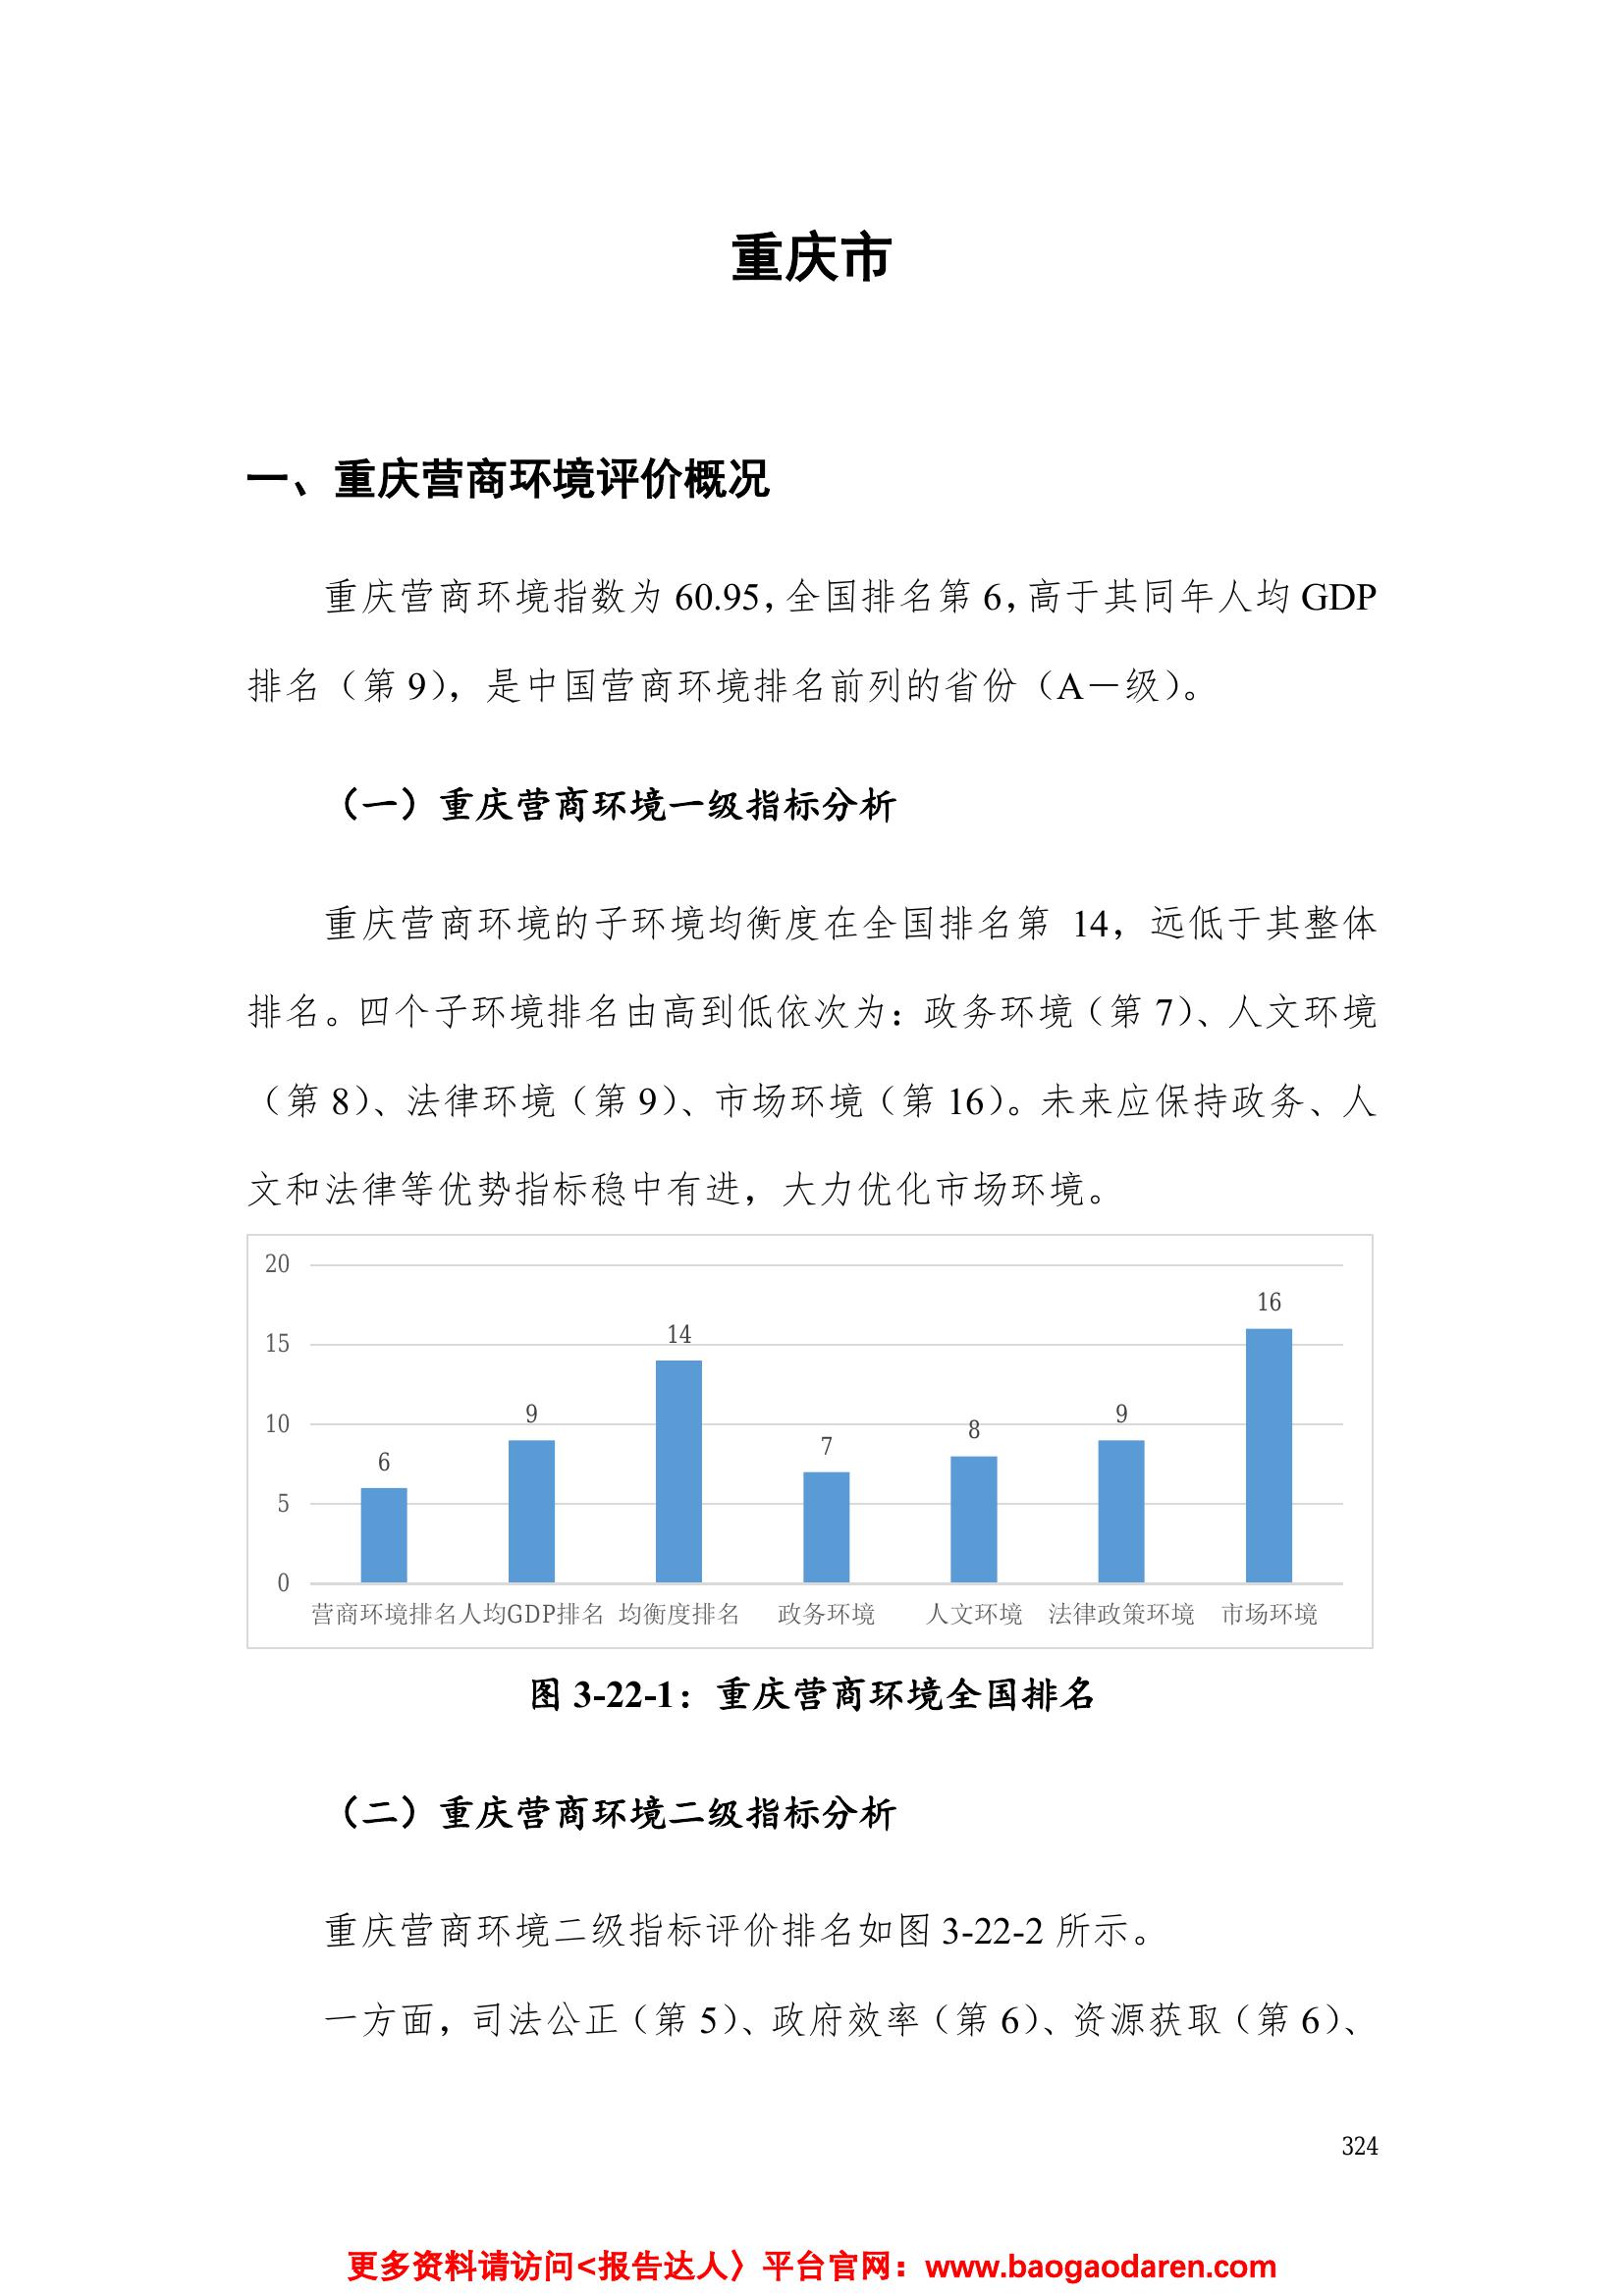 重庆市
一、重庆营商环境评价概况
重庆营商环境指数为 60.95，全国排名第 6，高于其同年人均 GDP
排名（第 9），是中国营商环境排名前列的省份（A－级）。
（一）重庆营商环境一级指标分析
重庆营商环境的子环境均衡度在全国排名第 14，远低于其整体
排名。四个子环境排名由高到低依次为：政务环境（第 7）、人文环境
（第 8）、法律环境（第 9）、市场环境（第 16）。未来应保持政务、人
文和法律等优势指标稳中有进，大力优化市场环境。
20
15
10
5
0
6
9
14
7
8
9
16
营商环境排名 人均GDP排名 均衡度排名 政务环境 人文环境 法律政策环境 市场环境
图 3-22-1：重庆营商环境全国排名
（二）重庆营商环境二级指标分析
重庆营商环境二级指标评价排名如图 3-22-2 所示。
一方面，司法公正（第 5）、政府效率（第 6）、资源获取（第 6）、
324
更多资料请访问<报告达人〉平台官网：www.baogaodaren.com